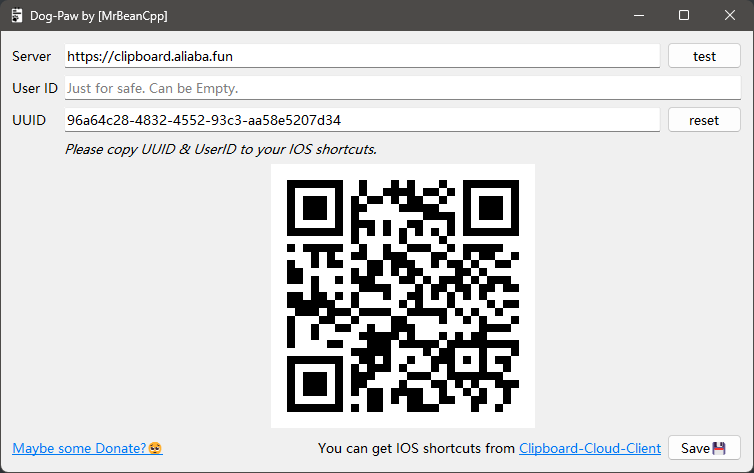 Dog-Paw by [MrBeanCpp]
Server https://clipboard.aliaba.fun test
User ID Just for safe. Can be Empty.
UUID 96a64c28-4832-4552-93c3-aa58e5207d34 reset
Please copy UUID & UserID to your IOS shortcuts.
Maybe some Donate?🥺 You can get IOS shortcuts from Clipboard-Cloud-Client Save💾